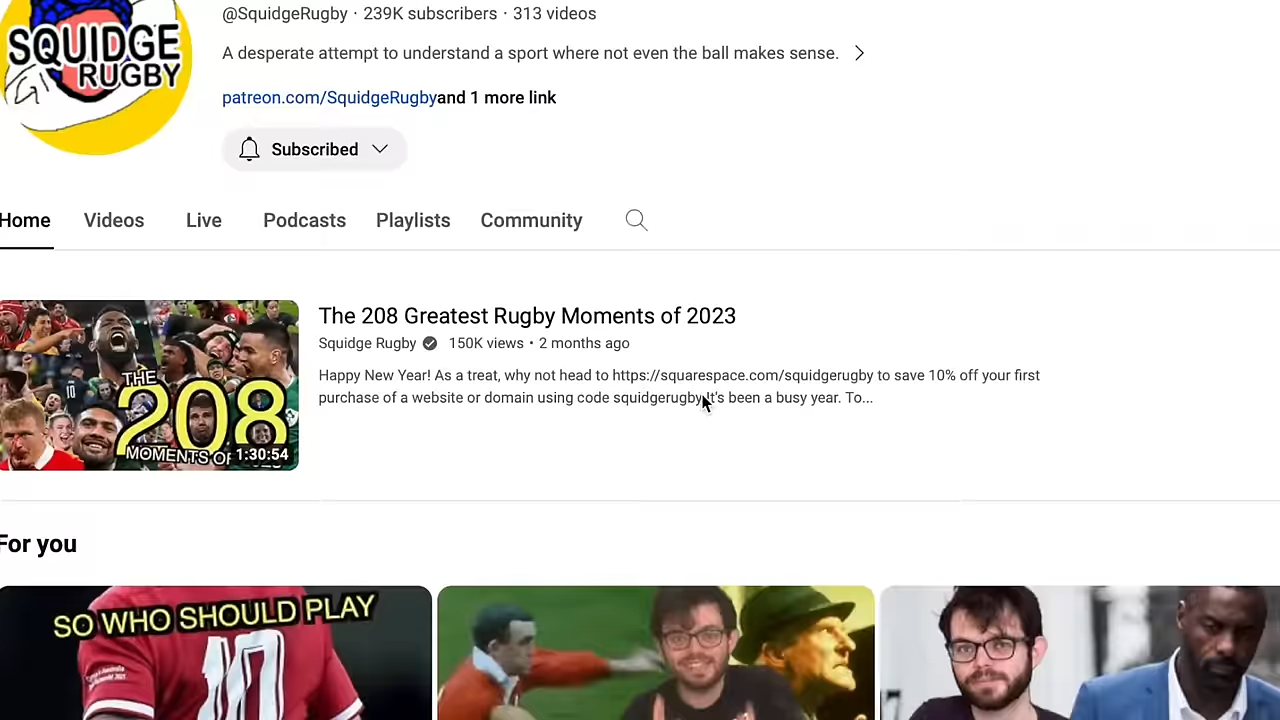 @SquidgeRugby · 239K subscribers · 313 videos
SQUIDGE
RUGBY
A desperate attempt to understand a sport where not even the ball makes sense.
patreon.com/SquidgeRugbyand 1 more link
Subscribed
Home Videos Live Podcasts Playlists Community
The 208 Greatest Rugby Moments of 2023
Squidge Rugby 150K views • 2 months ago
Happy New Year! As a treat, why not head to https://squarespace.com/squidgerugby to save 10% off your first
purchase of a website or domain using code squidgerugby It's been a busy year. To...
THE
208
MOMENTS OF
1:30:54
For you
SO WHO SHOULD PLAY
10